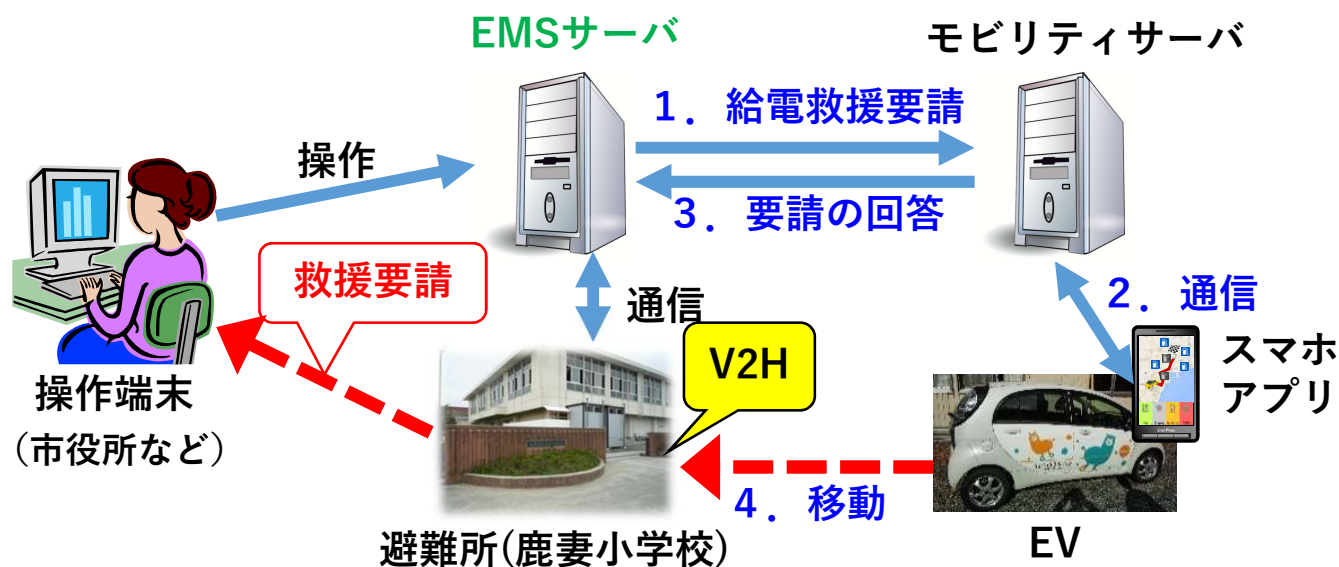 EMSサーバ
モビリティサーバ
1．給電救援要請
操作
3．要請の回答
救援要請
通信
2．通信
V2H
スマホ
アプリ
操作端末
（市役所など）
4．移動
避難所(鹿妻小学校)
EV